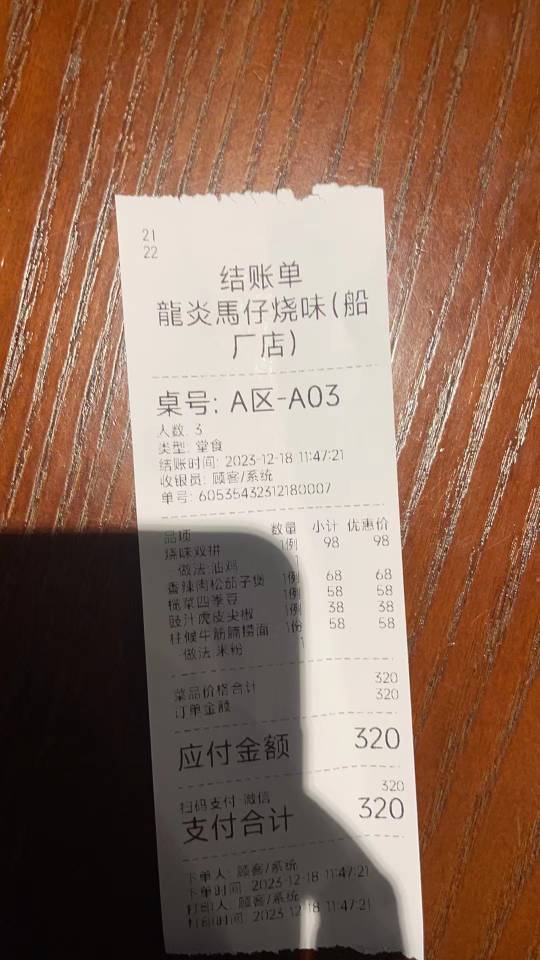 21
22
结账单
龍炎馬仔烧味(船
厂店)
桌号: A区-A03
人数: 3
类型: 堂食
结账时间: 2023-12-18 11:47:21
收银员: 顾客/系统
单号: 60535432312180007
品项 数量 小计 优惠价
烧味双拼 1例 98 98
做法:油鸡 1
香辣肉松茄子煲 1例 68 68
榄菜四季豆 1例 58 58
豉汁虎皮尖椒 1例 38 38
柱候牛筋腩捞面 1份 58 58
做法:米粉 1
菜品价格合计 320
订单金额 320
应付金额 320
扫码支付-微信 320
支付合计 320
下单人: 顾客/系统
下单时间: 2023-12-18 11:47:21
打印人: 顾客/系统
打印时间: 2023-12-18 11:47:21